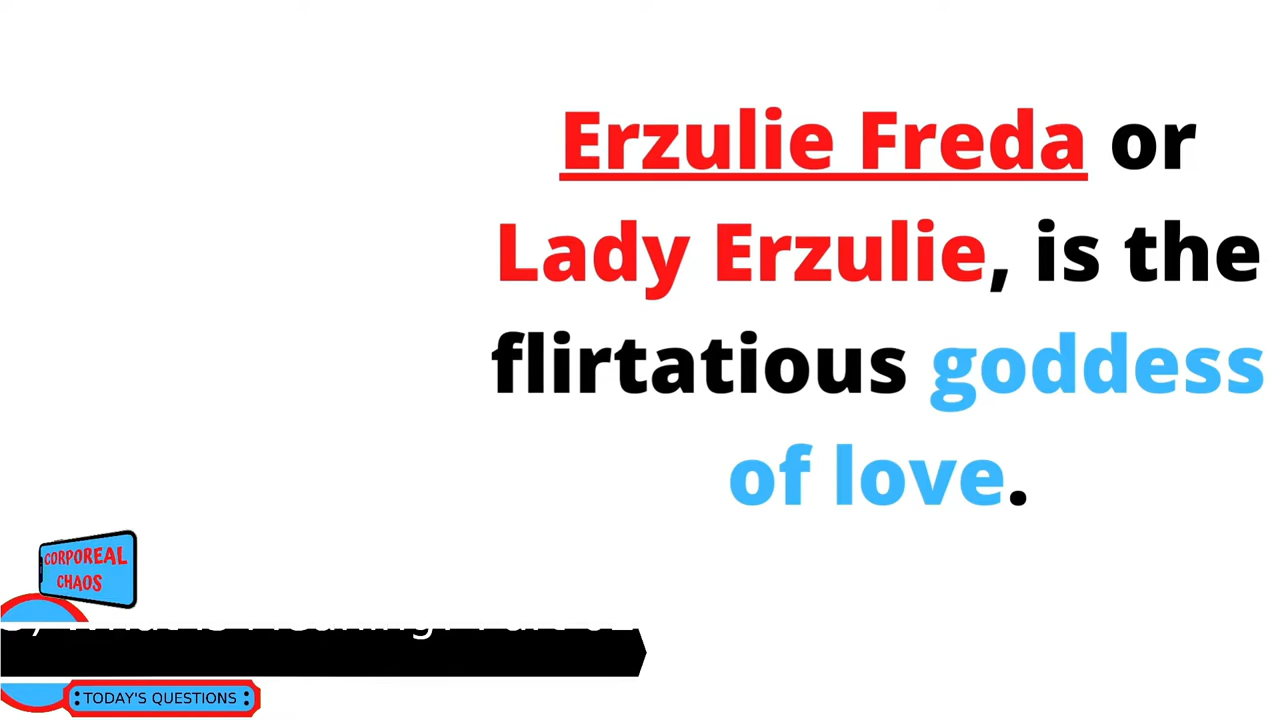 Erzulie Freda or
Lady Erzulie, is the
flirtatious goddess
of love.
CORPOREAL
CHAOS
TODAY'S QUESTIONS